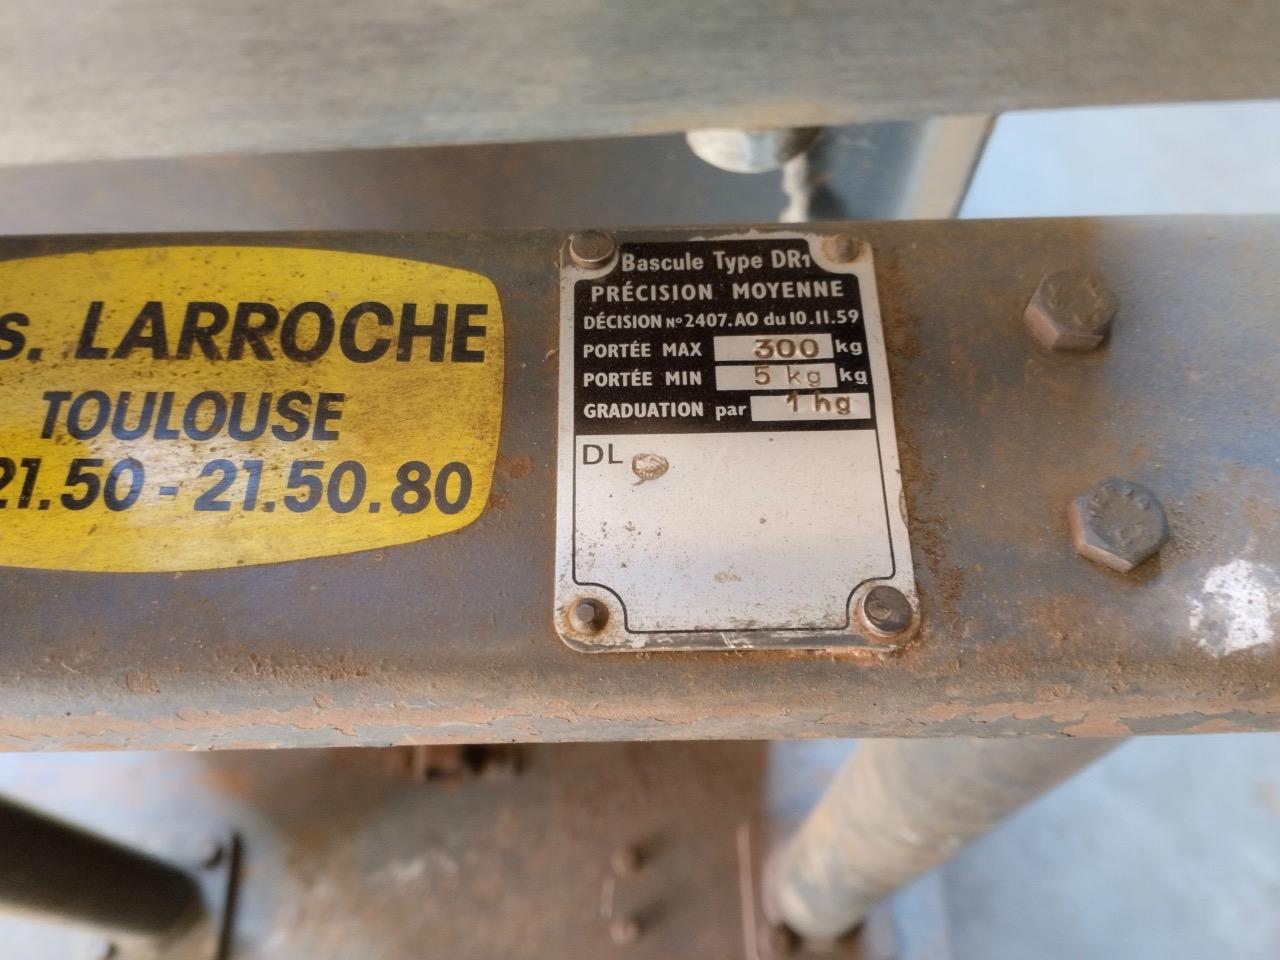 s. LARROCHE
TOULOUSE
21.50 - 21.50.80
Bascule Type DR1
PRÉCISION MOYENNE
DÉCISION No 2407.AO du 10.11.59
PORTÉE MAX 300 kg
PORTÉE MIN 5 kg kg
GRADUATION par 1 hg
DL